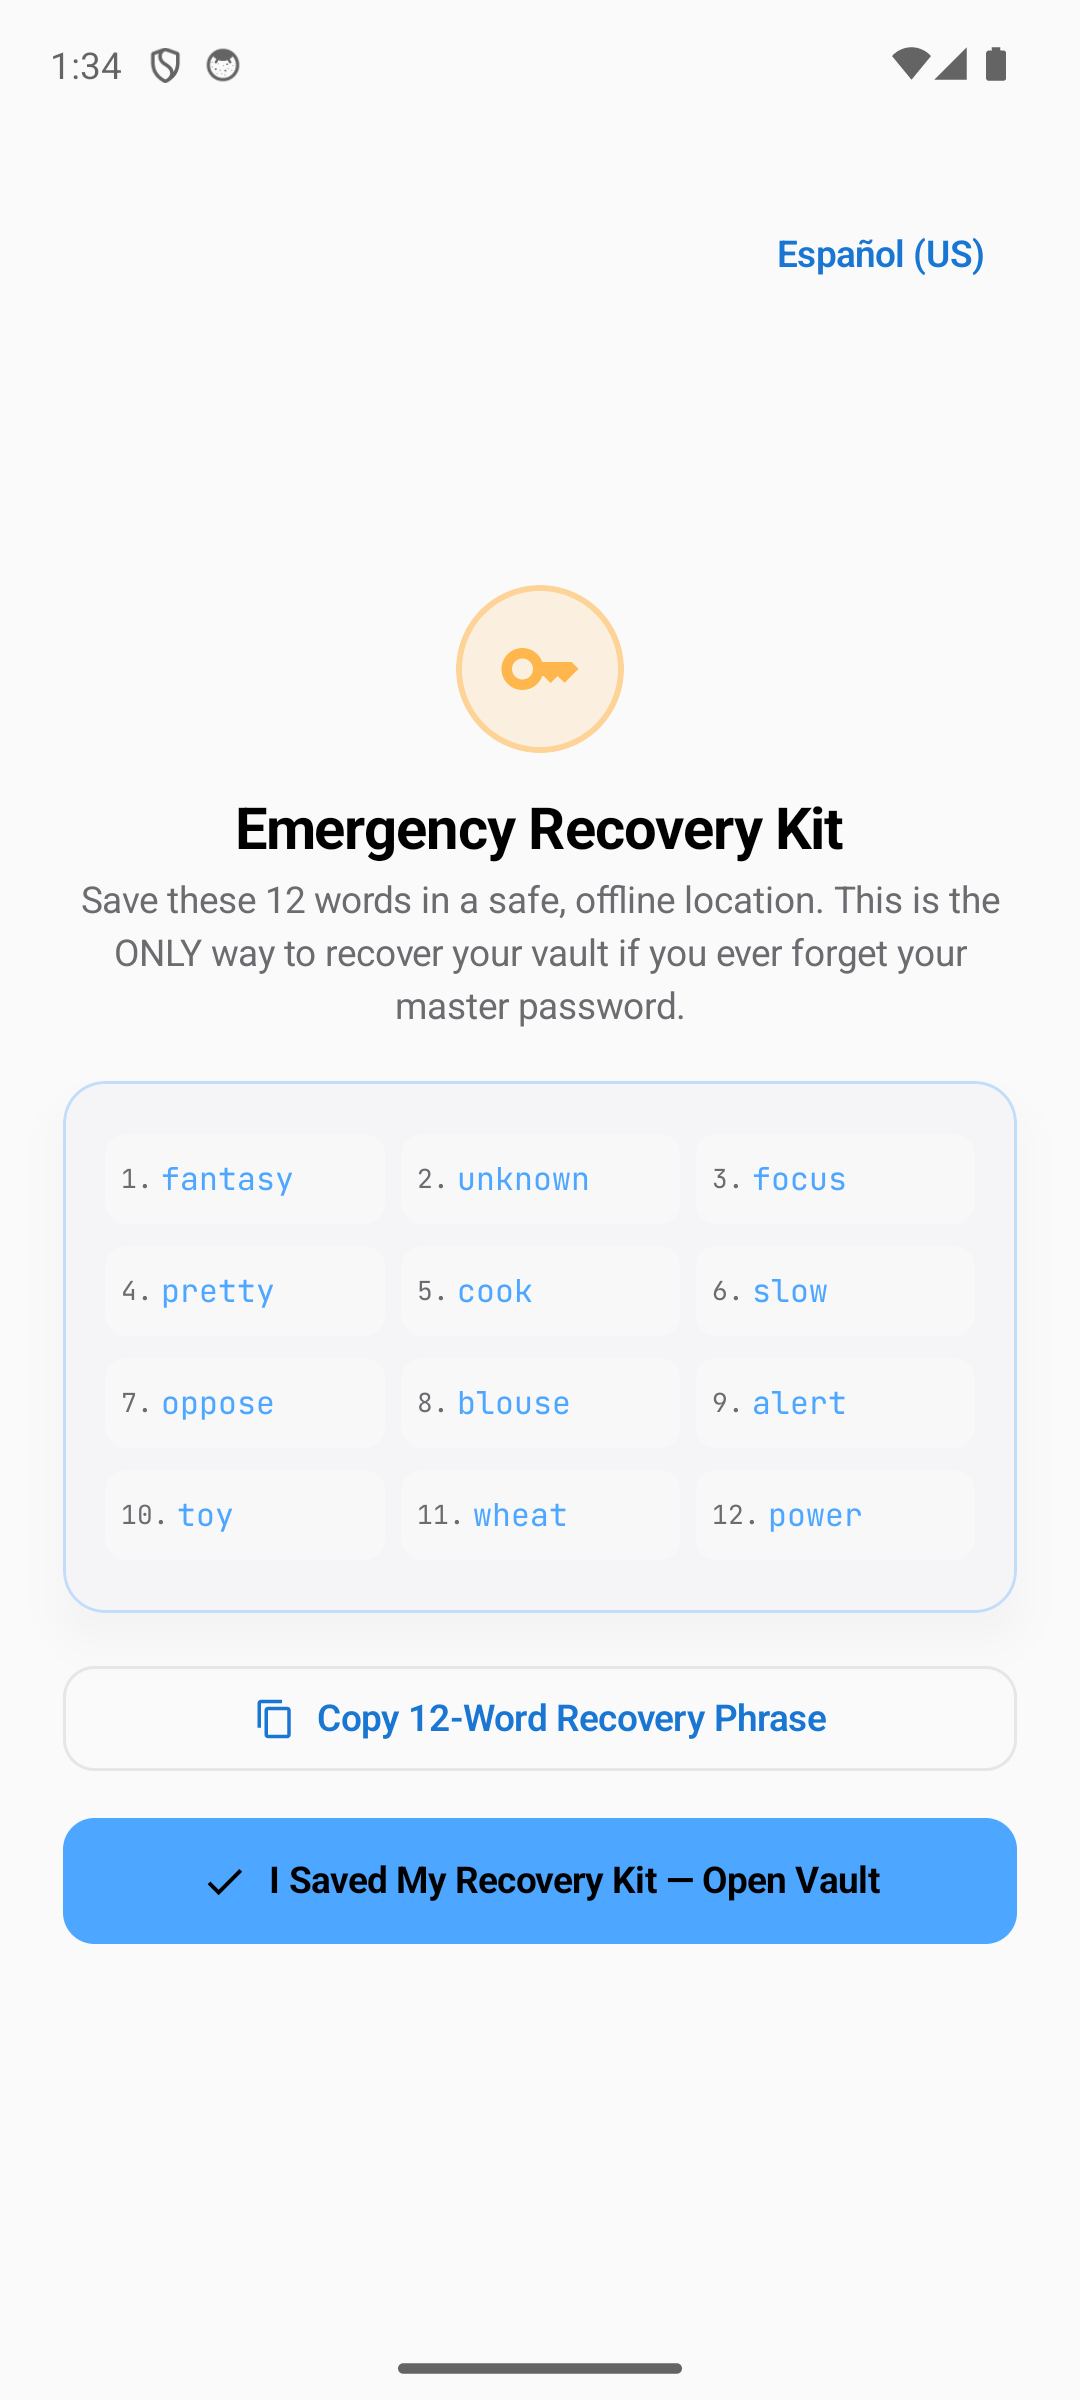 1:34
Español (US)
Emergency Recovery Kit
Save these 12 words in a safe, offline location. This is the
ONLY way to recover your vault if you ever forget your
master password.
1. fantasy 2. unknown 3. focus
4. pretty 5. cook 6. slow
7. oppose 8. blouse 9. alert
10. toy 11. wheat 12. power
Copy 12-Word Recovery Phrase
I Saved My Recovery Kit — Open Vault